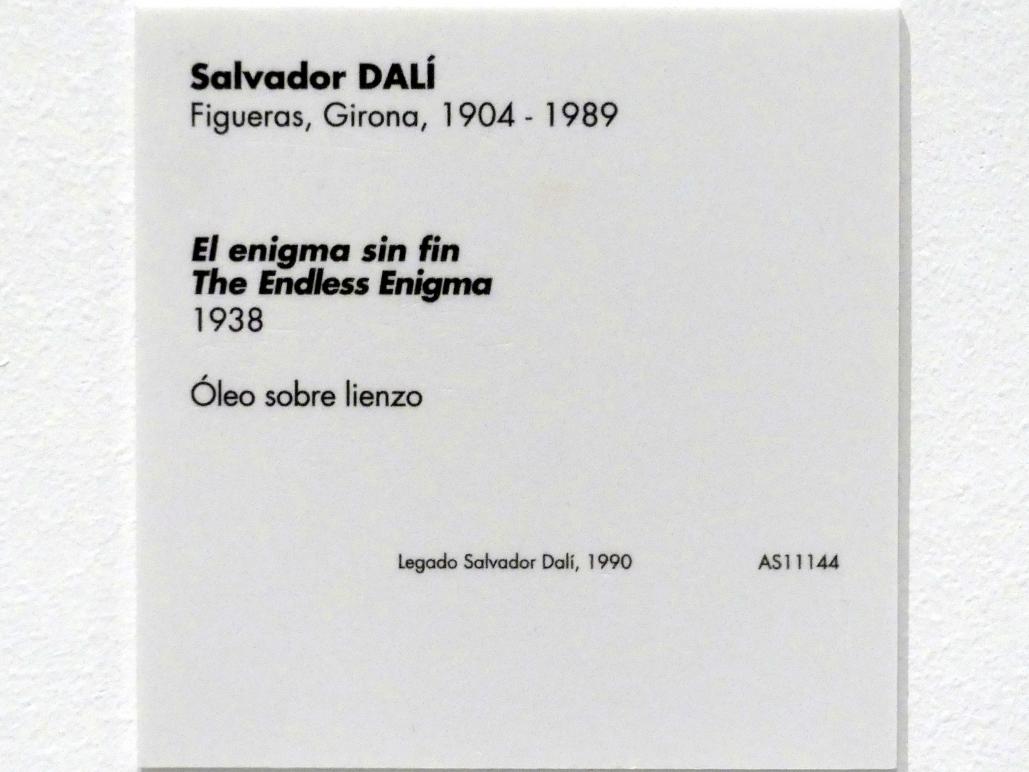 Salvador DALÍ
Figueras, Girona, 1904 - 1989
El enigma sin fin
The Endless Enigma
1938
Óleo sobre lienzo
Legado Salvador Dalí, 1990 AS11144